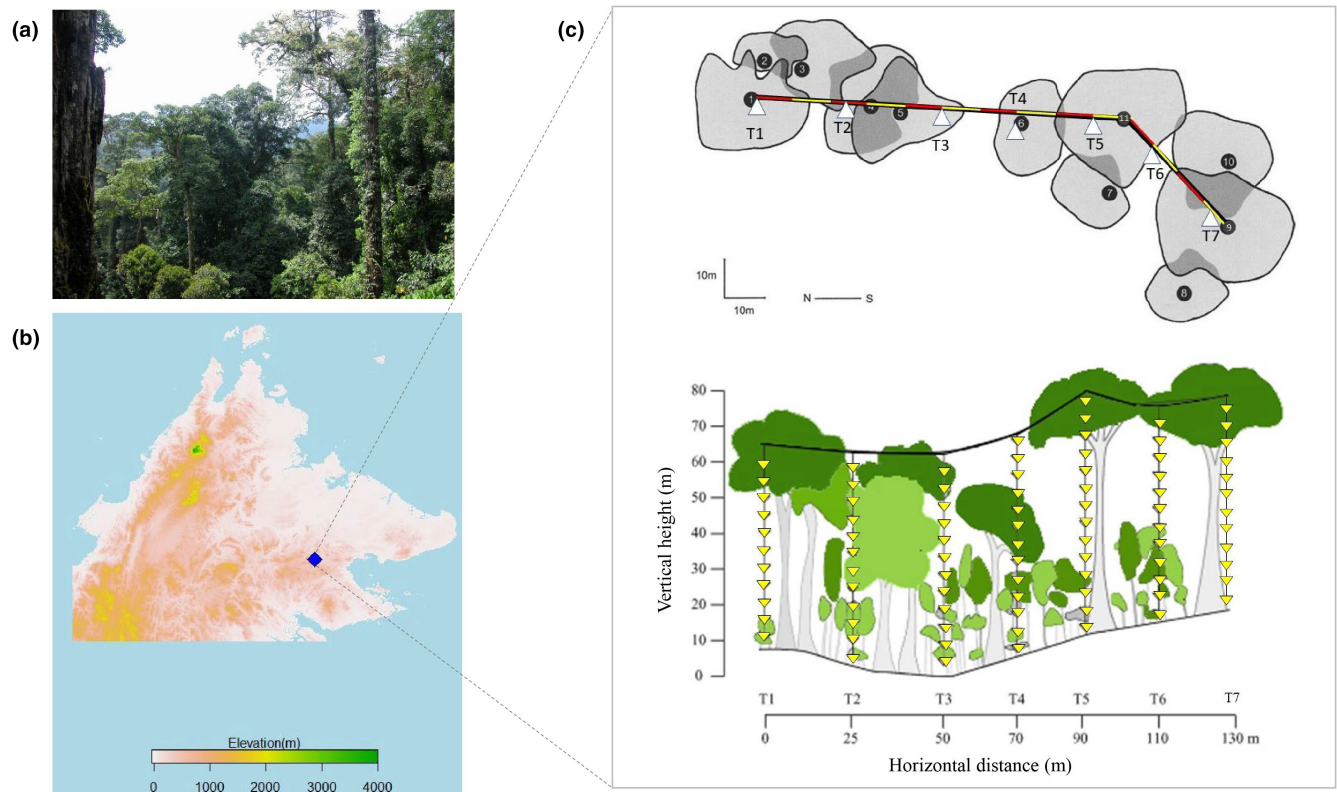 (a)
(b)
Elevation(m)
0 1000 2000 3000 4000
(c)
2
3
1
4
5
T1
T2
T3
T4
6
T5
11
7
T6
10
T7
9
8
10m
10m
N S
Vertical height (m)
80
70
60
50
40
30
20
10
0
T1 T2 T3 T4 T5 T6 T7
0 25 50 70 90 110 130 m
Horizontal distance (m)